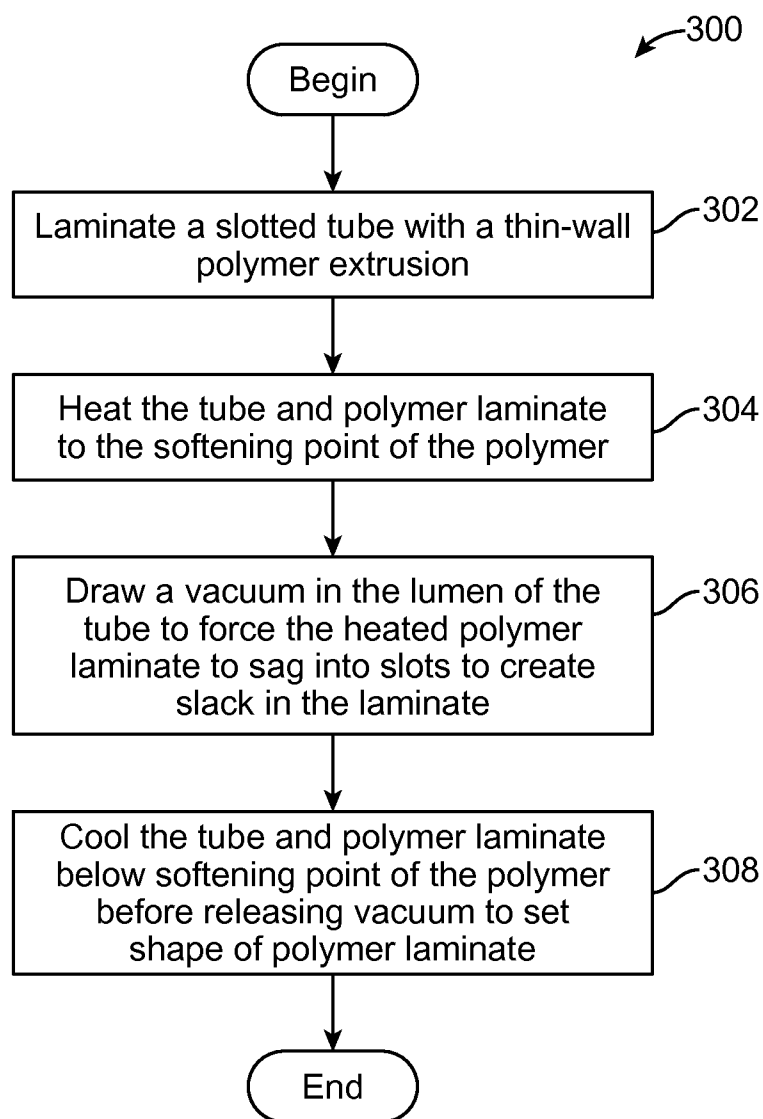 300
Begin
Laminate a slotted tube with a thin-wall
polymer extrusion
302
Heat the tube and polymer laminate
to the softening point of the polymer
304
Draw a vacuum in the lumen of the
tube to force the heated polymer
laminate to sag into slots to create
slack in the laminate
306
Cool the tube and polymer laminate
below softening point of the polymer
before releasing vacuum to set
shape of polymer laminate
308
End